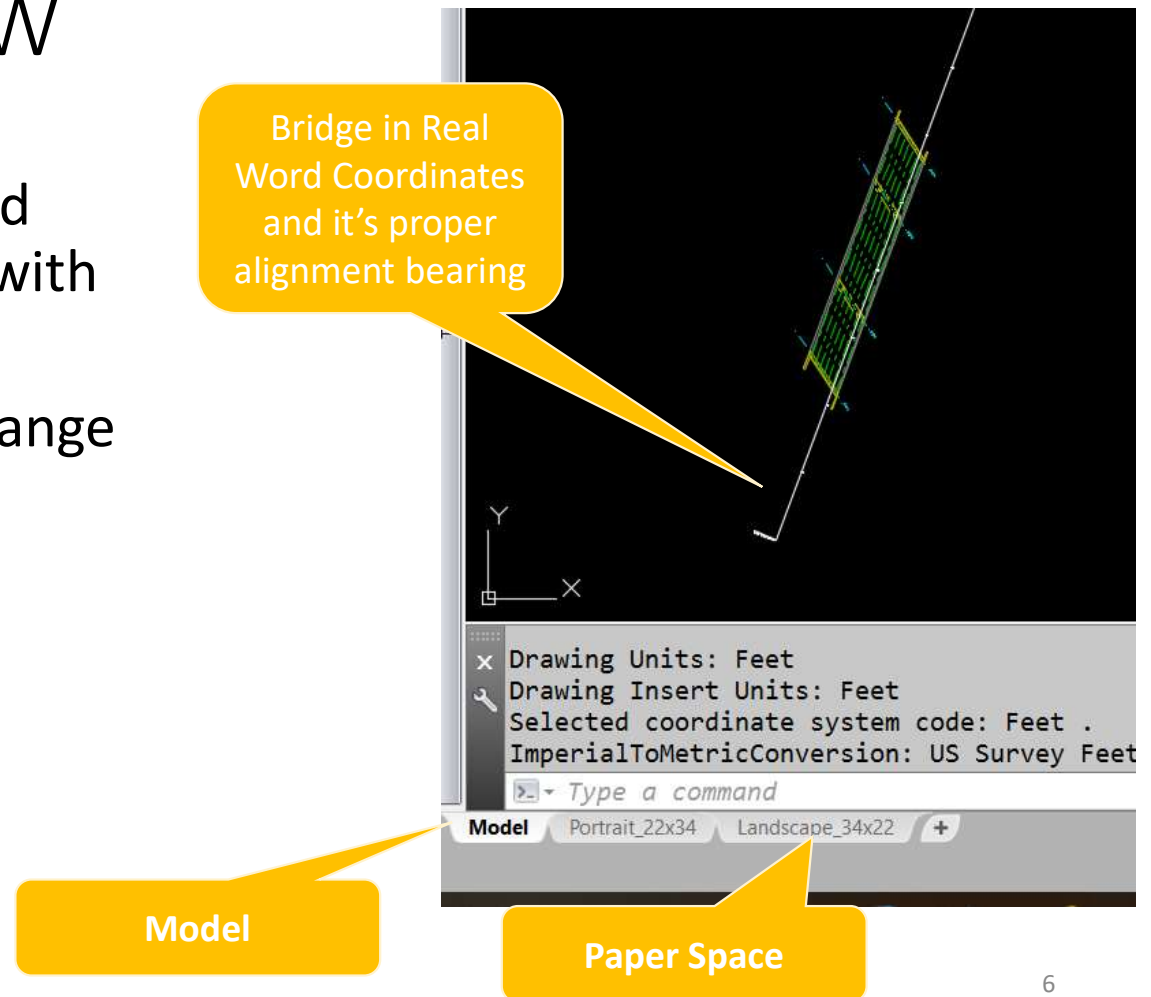 W
d
with
ange
Bridge in Real
Word Coordinates
and it’s proper
alignment bearing
Y
X
Drawing Units: Feet
Drawing Insert Units: Feet
Selected coordinate system code: Feet .
ImperialToMetricConversion: US Survey Feet
Type a command
Model Portrait_22x34 Landscape_34x22 +
Model
Paper Space
6